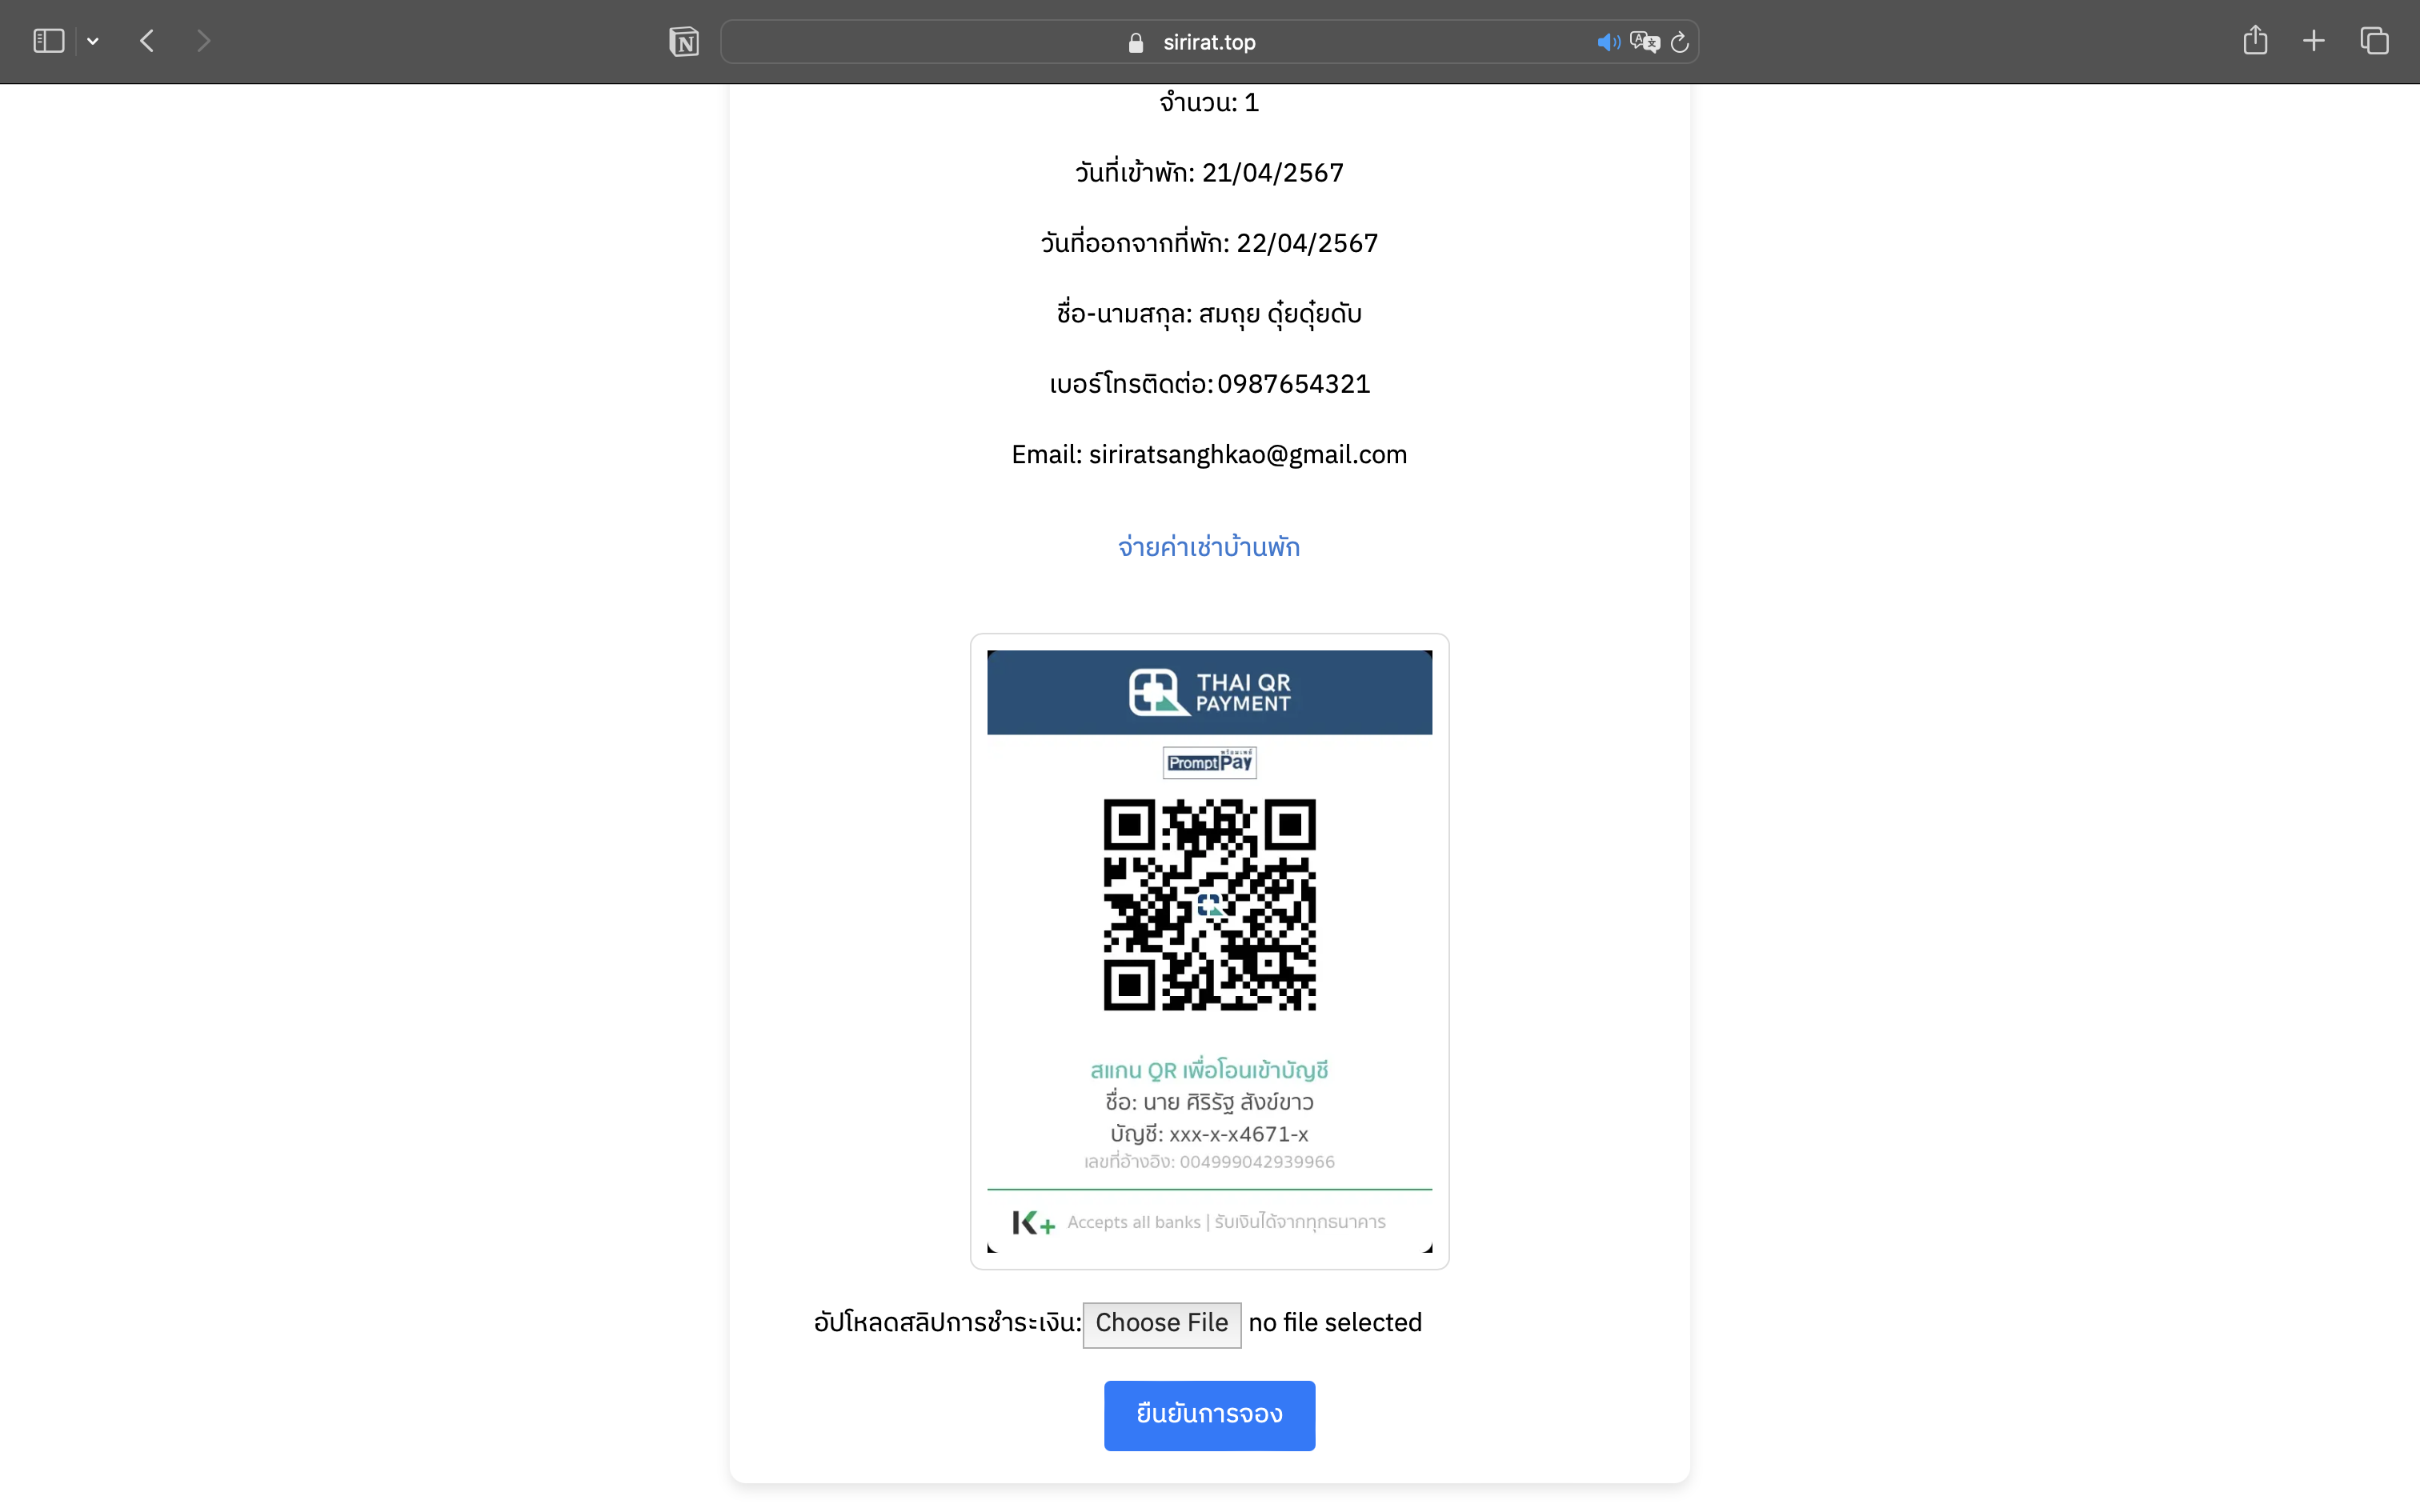 sirirat.top
จำนวน: 1
วันที่เข้าพัก: 21/04/2567
วันที่ออกจากที่พัก: 22/04/2567
ชื่อ-นามสกุล: สมถุย ดุ๋ยดุ๋ยดับ
เบอร์โทรติดต่อ: 0987654321
Email: siriratsanghkao@gmail.com
จ่ายค่าเช่าบ้านพัก
THAI QR
PAYMENT
พร้อมเพย์
PromptPay
สแกน QR เพื่อโอนเข้าบัญชี
ชื่อ: นาย ศิริรัฐ สังข์ขาว
บัญชี: xxx-x-x4671-x
เลขที่อ้างอิง: 004999042939966
K+ Accepts all banks | รับเงินได้จากทุกธนาคาร
อัปโหลดสลิปการชำระเงิน: Choose File no file selected
ยืนยันการจอง